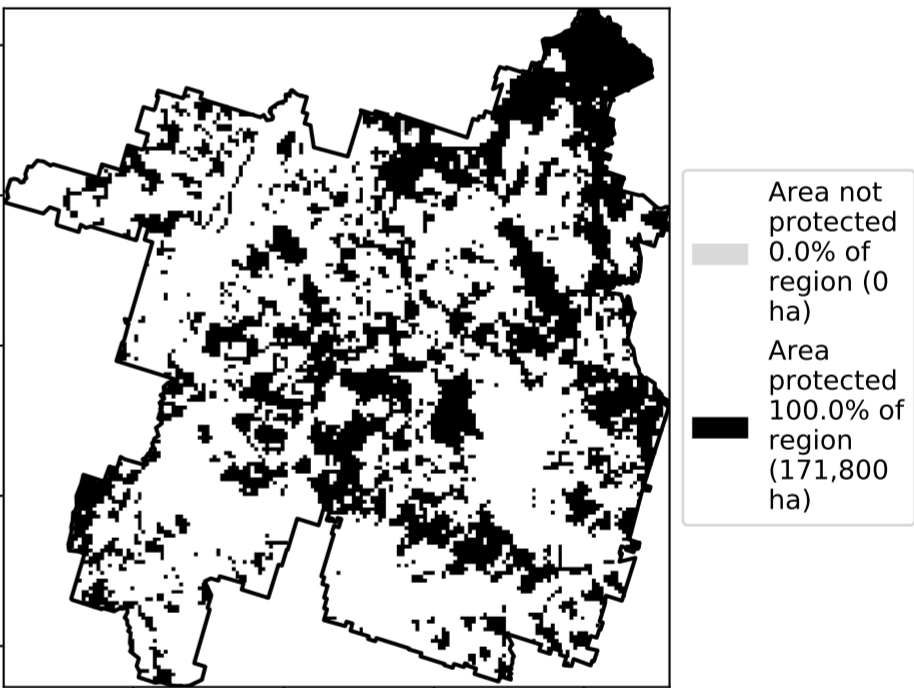 Area not
protected
0.0% of
region (0
ha)
Area
protected
100.0% of
region
(171,800
ha)